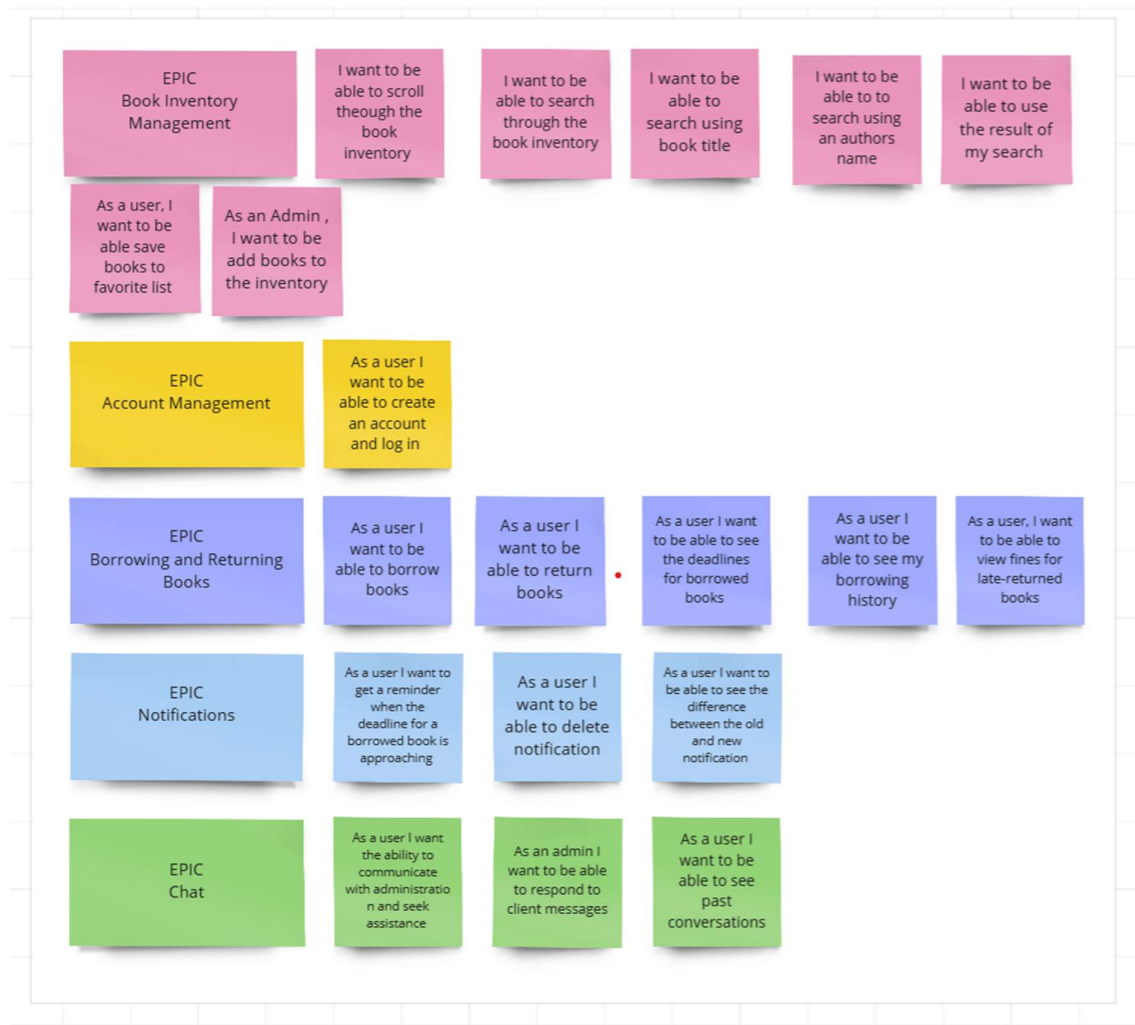 EPIC
Book Inventory
Management
I want to be
able to scroll
theough the
book
inventory
I want to be
able to search
through the
book inventory
I want to be
able to
search using
book title
I want to be
able to to
search using
an authors
name
I want to be
able to use
the result of
my search
As a user, I
want to be
able save
books to
favorite list
As an Admin ,
I want to be
add books to
the inventory
EPIC
Account Management
As a user I
want to be
able to create
an account
and log in
EPIC
Borrowing and Returning
Books
As a user I
want to be
able to borrow
books
As a user I
want to be
able to return
books
As a user I want
to be able to see
the deadlines
for borrowed
books
As a user I
want to be
able to see my
borrowing
history
As a user, I want
to be able to
view fines for
late-returned
books
EPIC
Notifications
As a user I want to
get a reminder
when the
deadline for a
borrowed book is
approaching
As a user I
want to be
able to delete
notification
As a user I want to
be able to see the
difference
between the old
and new
notification
EPIC
Chat
As a user I want
the ability to
communicate
with administratio
n and seek
assistance
As an admin I
want to be able
to respond to
client messages
As a user I
want to be
able to see
past
conversations